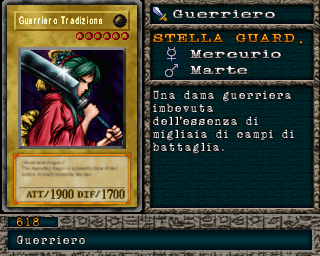 Guerriero Tradizione
ATT/1900 DIF/1700
Guerriero
STELLA GUARD.
☿ Mercurio
♂ Marte
Una dama guerriera
imbevuta
dell'essenza di
migliaia di campi di
battaglia.
618
Guerriero